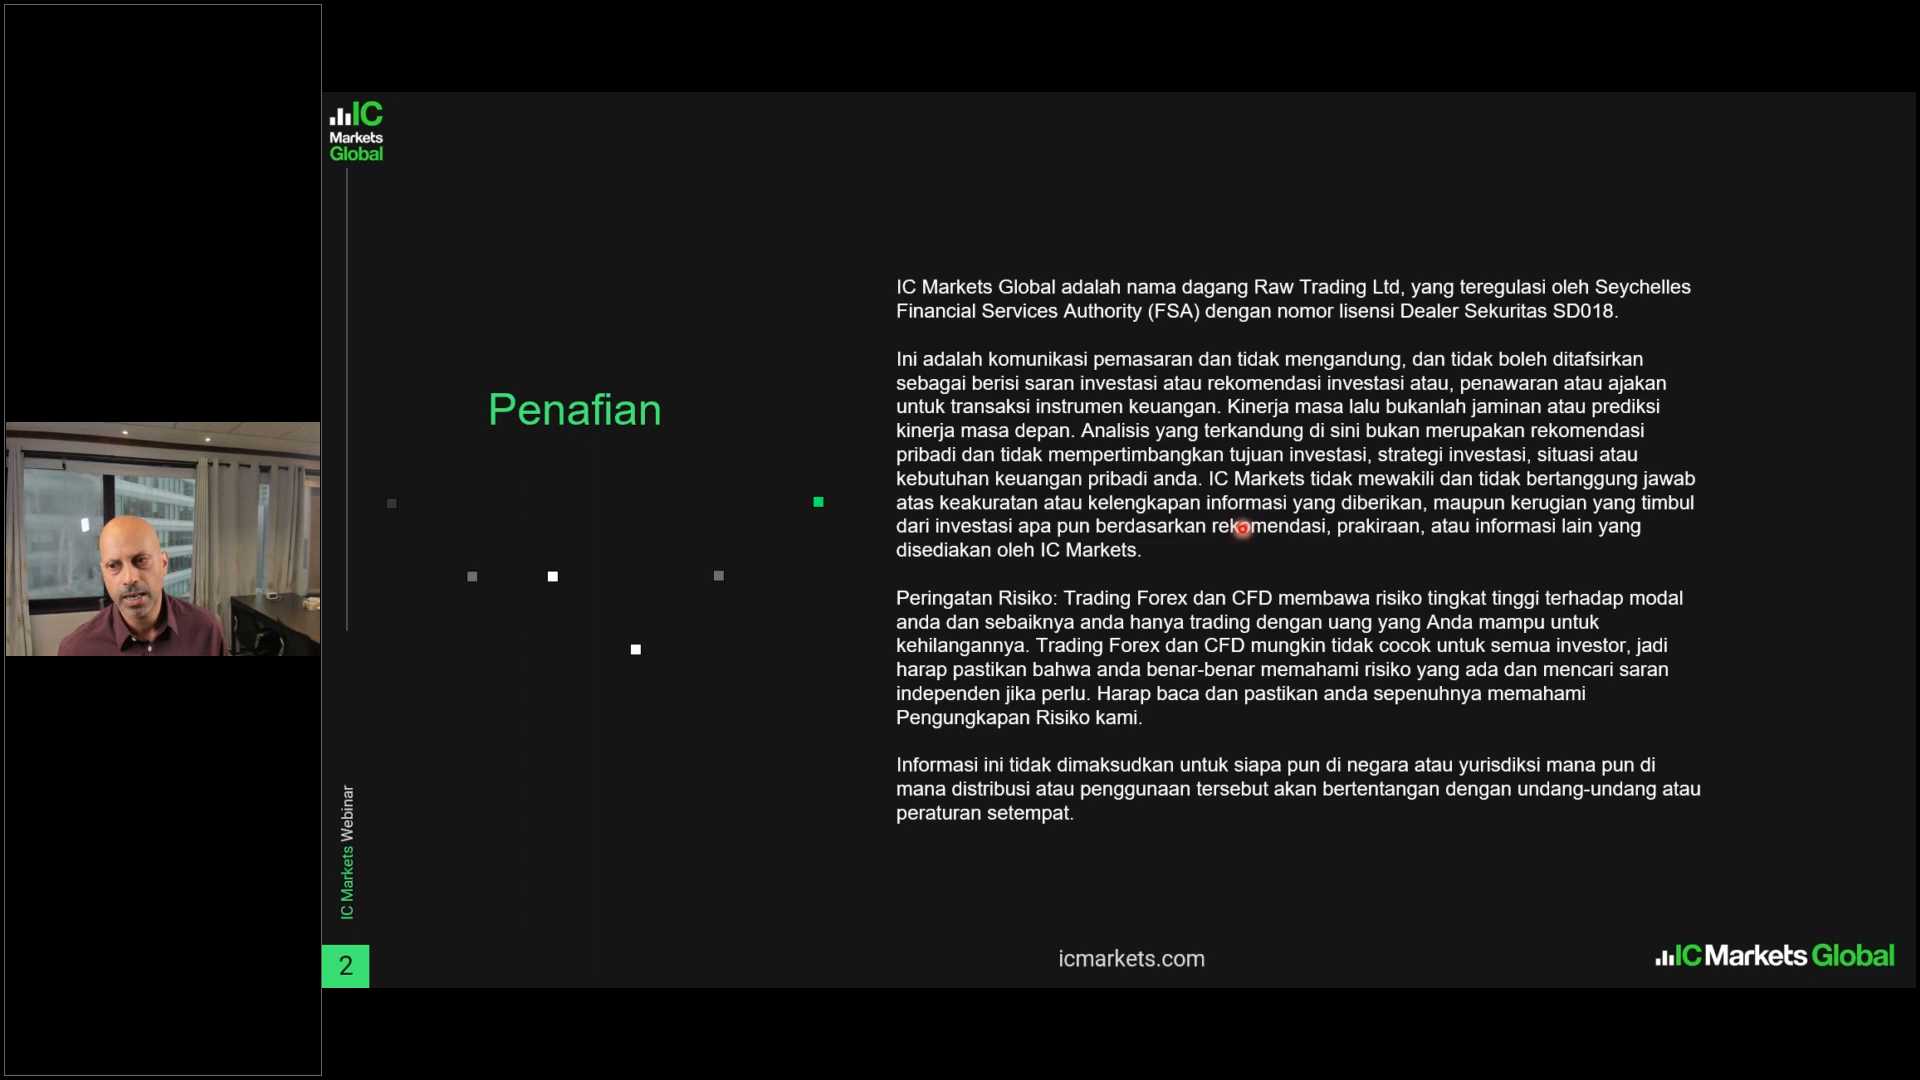 IC
Markets
Global
Penafian
IC Markets Global adalah nama dagang Raw Trading Ltd, yang teregulasi oleh Seychelles
Financial Services Authority (FSA) dengan nomor lisensi Dealer Sekuritas SD018.
Ini adalah komunikasi pemasaran dan tidak mengandung, dan tidak boleh ditafsirkan
sebagai berisi saran investasi atau rekomendasi investasi atau, penawaran atau ajakan
untuk transaksi instrumen keuangan. Kinerja masa lalu bukanlah jaminan atau prediksi
kinerja masa depan. Analisis yang terkandung di sini bukan merupakan rekomendasi
pribadi dan tidak mempertimbangkan tujuan investasi, strategi investasi, situasi atau
kebutuhan keuangan pribadi anda. IC Markets tidak mewakili dan tidak bertanggung jawab
atas keakuratan atau kelengkapan informasi yang diberikan, maupun kerugian yang timbul
dari investasi apa pun berdasarkan rekomendasi, prakiraan, atau informasi lain yang
disediakan oleh IC Markets.
Peringatan Risiko: Trading Forex dan CFD membawa risiko tingkat tinggi terhadap modal
anda dan sebaiknya anda hanya trading dengan uang yang Anda mampu untuk
kehilangannya. Trading Forex dan CFD mungkin tidak cocok untuk semua investor, jadi
harap pastikan bahwa anda benar-benar memahami risiko yang ada dan mencari saran
independen jika perlu. Harap baca dan pastikan anda sepenuhnya memahami
Pengungkapan Risiko kami.
Informasi ini tidak dimaksudkan untuk siapa pun di negara atau yurisdiksi mana pun di
mana distribusi atau penggunaan tersebut akan bertentangan dengan undang-undang atau
peraturan setempat.
IC Markets Webinar
2
icmarkets.com
IC Markets Global